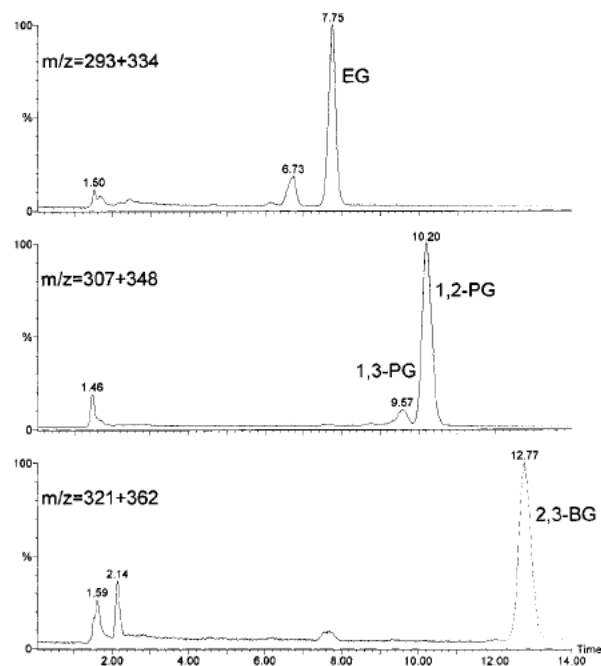 100
7.75
m/z=293+334
EG
%
6.73
1.50
0
100
10.20
m/z=307+348
1,2-PG
%
1,3-PG
9.57
1.46
0
100
12.77
m/z=321+362
2,3-BG
%
2.14
1.59
0
2.00 4.00 6.00 8.00 10.00 12.00 14.00 Time